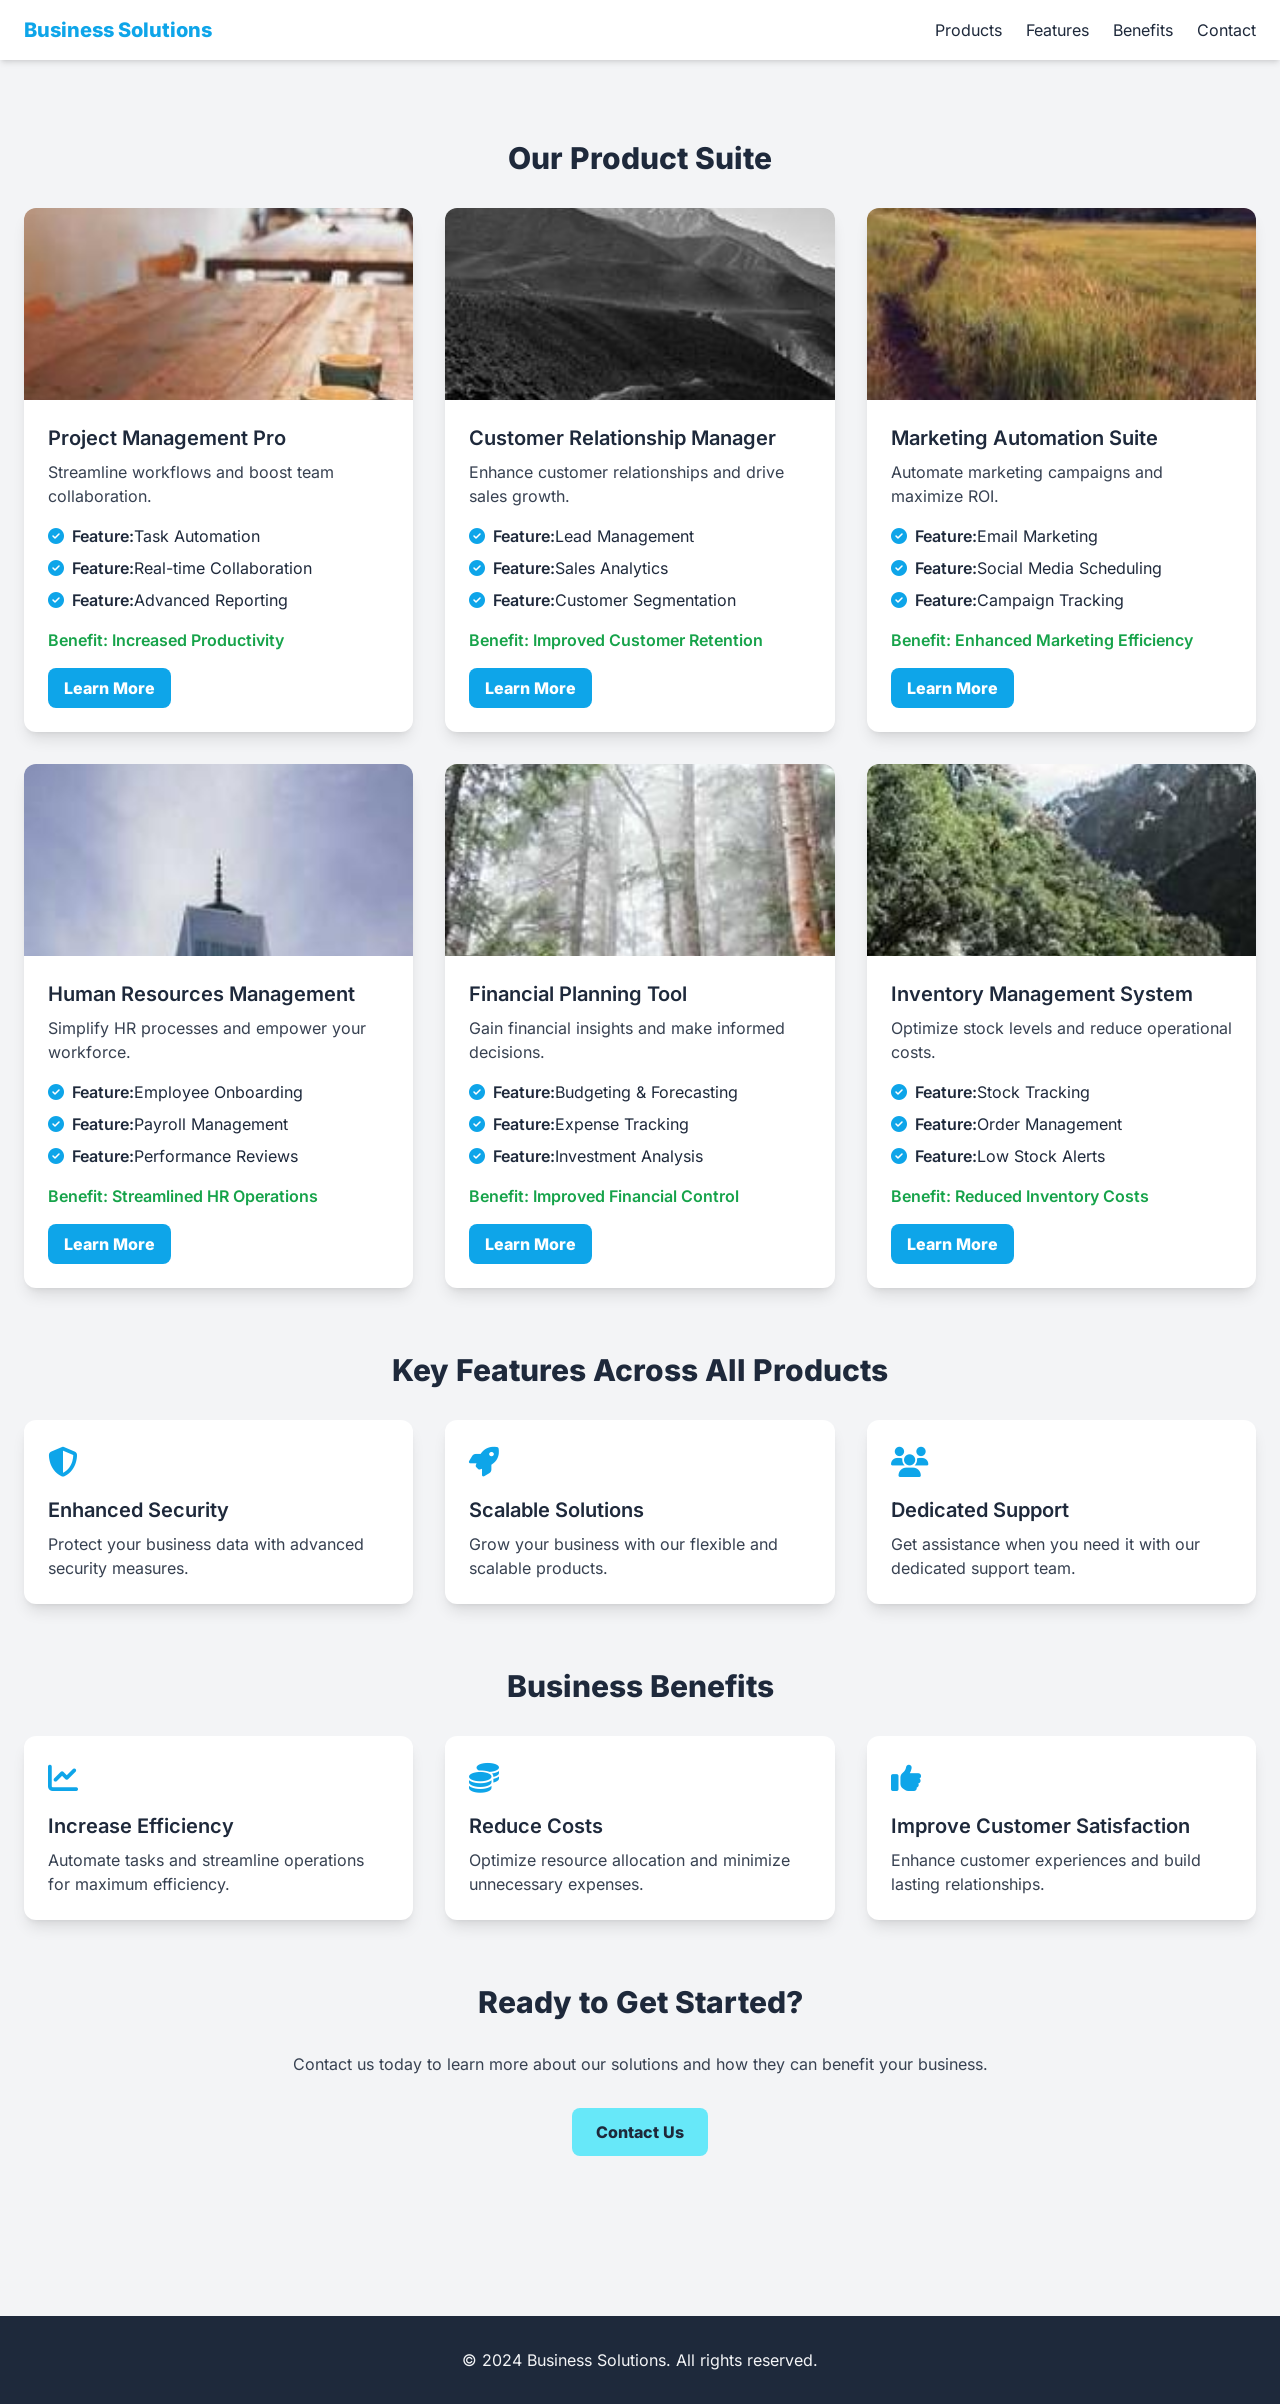 Business Solutions
Products Features Benefits Contact
Our Product Suite
Project Management Pro
Streamline workflows and boost team
collaboration.
Feature:Task Automation
Feature:Real-time Collaboration
Feature:Advanced Reporting
Benefit: Increased Productivity
Learn More
Customer Relationship Manager
Enhance customer relationships and drive
sales growth.
Feature:Lead Management
Feature:Sales Analytics
Feature:Customer Segmentation
Benefit: Improved Customer Retention
Learn More
Marketing Automation Suite
Automate marketing campaigns and
maximize ROI.
Feature:Email Marketing
Feature:Social Media Scheduling
Feature:Campaign Tracking
Benefit: Enhanced Marketing Efficiency
Learn More
Human Resources Management
Simplify HR processes and empower your
workforce.
Feature:Employee Onboarding
Feature:Payroll Management
Feature:Performance Reviews
Benefit: Streamlined HR Operations
Learn More
Financial Planning Tool
Gain financial insights and make informed
decisions.
Feature:Budgeting & Forecasting
Feature:Expense Tracking
Feature:Investment Analysis
Benefit: Improved Financial Control
Learn More
Inventory Management System
Optimize stock levels and reduce operational
costs.
Feature:Stock Tracking
Feature:Order Management
Feature:Low Stock Alerts
Benefit: Reduced Inventory Costs
Learn More
Key Features Across All Products
Enhanced Security
Protect your business data with advanced
security measures.
Scalable Solutions
Grow your business with our flexible and
scalable products.
Dedicated Support
Get assistance when you need it with our
dedicated support team.
Business Benefits
Increase Efficiency
Automate tasks and streamline operations
for maximum efficiency.
Reduce Costs
Optimize resource allocation and minimize
unnecessary expenses.
Improve Customer Satisfaction
Enhance customer experiences and build
lasting relationships.
Ready to Get Started?
Contact us today to learn more about our solutions and how they can benefit your business.
Contact Us
© 2024 Business Solutions. All rights reserved.